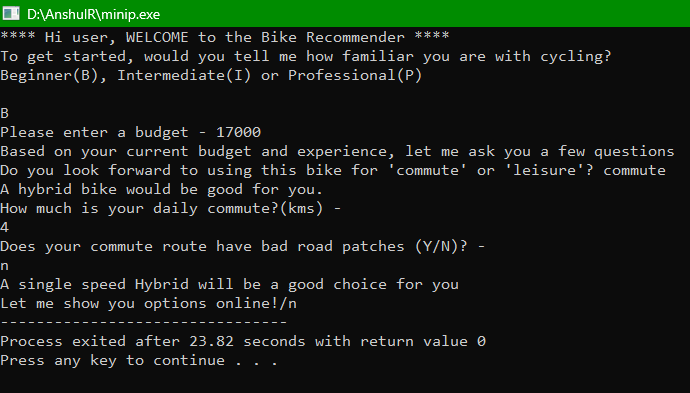 D:\AnshulR\minip.exe
**** Hi user, WELCOME to the Bike Recommender ****
To get started, would you tell me how familiar you are with cycling?
Beginner(B), Intermediate(I) or Professional(P)
B
Please enter a budget - 17000
Based on your current budget and experience, let me ask you a few questions
Do you look forward to using this bike for 'commute' or 'leisure'? commute
A hybrid bike would be good for you.
How much is your daily commute?(kms) -
4
Does your commute route have bad road patches (Y/N)? -
n
A single speed Hybrid will be a good choice for you
Let me show you options online!/n
--------------------------------
Process exited after 23.82 seconds with return value 0
Press any key to continue . . .